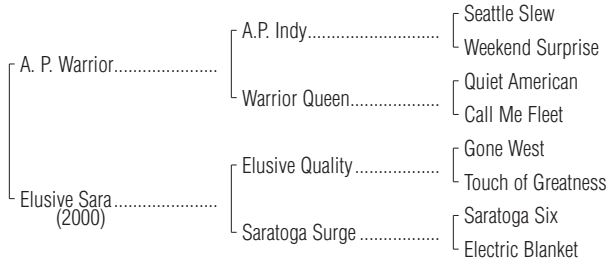 Seattle Slew
A.P. Indy
Weekend Surprise
A. P. Warrior
Quiet American
Warrior Queen
Call Me Fleet
Gone West
Elusive Quality
Touch of Greatness
Elusive Sara
(2000)
Saratoga Six
Saratoga Surge
Electric Blanket